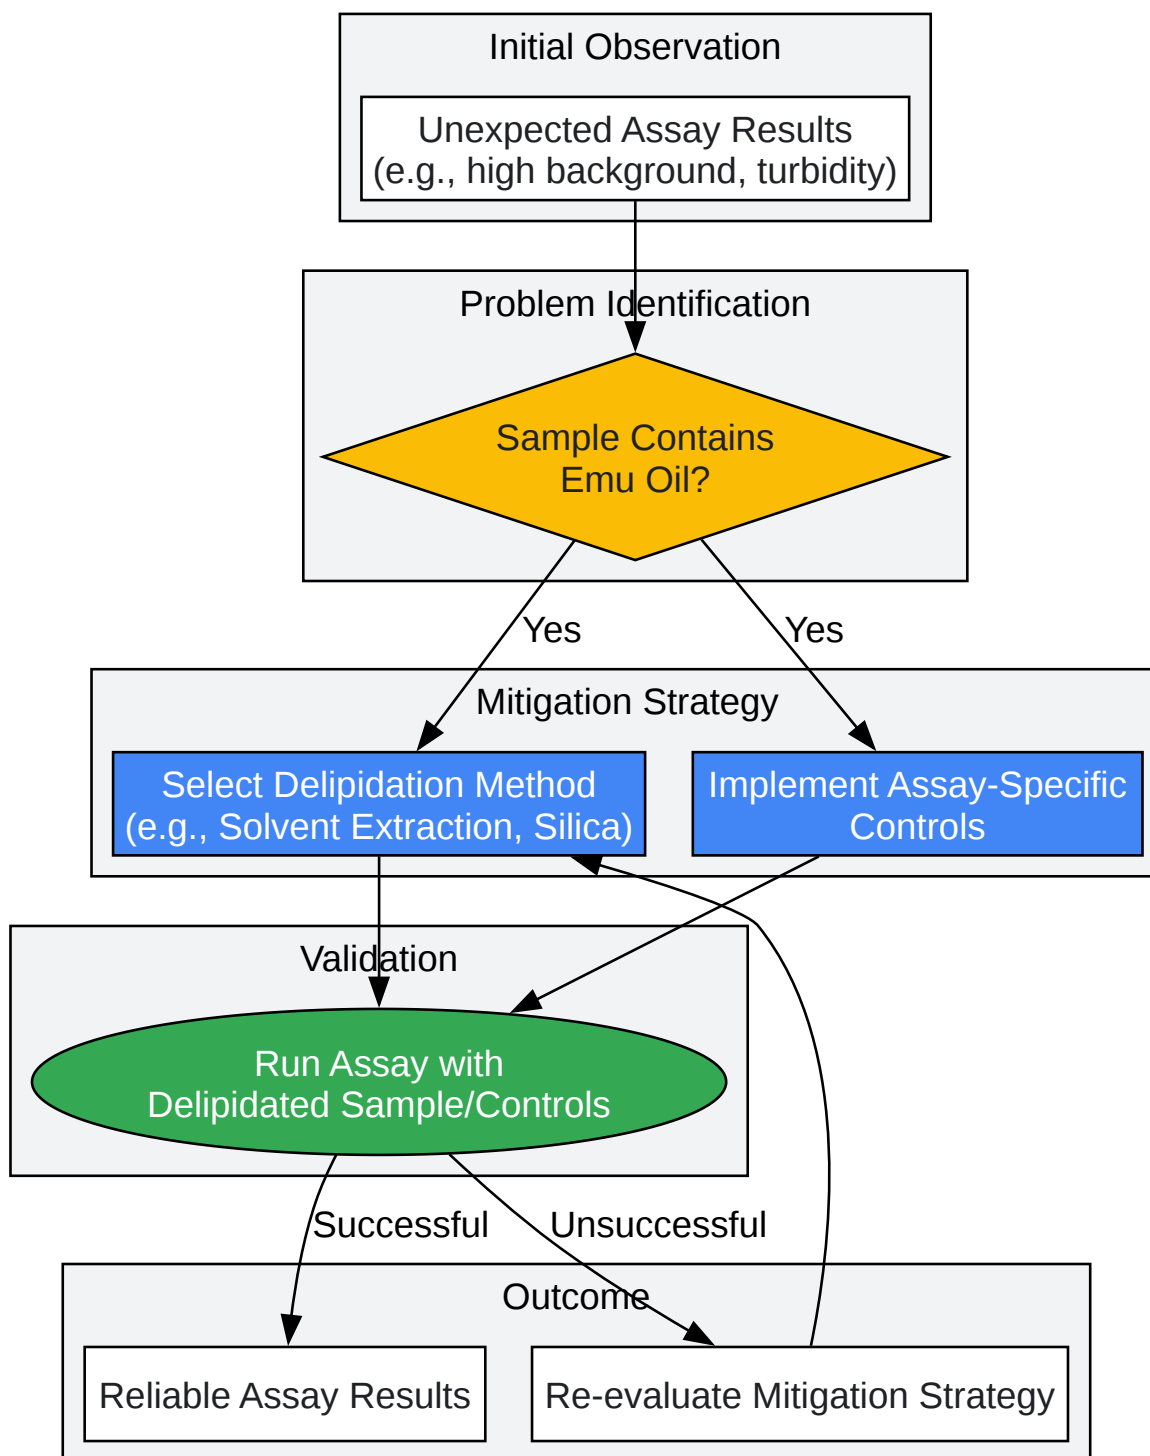 Initial Observation
Unexpected Assay Results
(e.g., high background, turbidity)
Problem Identification
Sample Contains
Emu Oil?
Yes
Yes
Mitigation Strategy
Select Delipidation Method
(e.g., Solvent Extraction, Silica)
Implement Assay-Specific
Controls
Validation
Run Assay with
Delipidated Sample/Controls
Successful
Unsuccessful
Outcome
Reliable Assay Results
Re-evaluate Mitigation Strategy